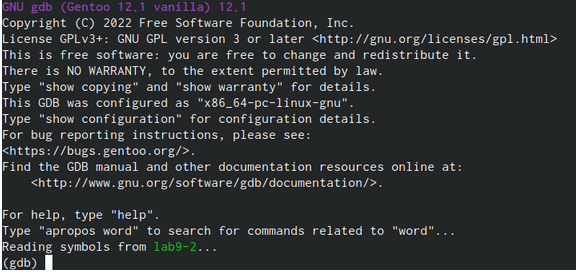 GNU gdb (Gentoo 12.1 vanilla) 12.1
Copyright (C) 2022 Free Software Foundation, Inc.
License GPLv3+: GNU GPL version 3 or later <http://gnu.org/licenses/gpl.html>
This is free software: you are free to change and redistribute it.
There is NO WARRANTY, to the extent permitted by law.
Type "show copying" and "show warranty" for details.
This GDB was configured as "x86_64-pc-linux-gnu".
Type "show configuration" for configuration details.
For bug reporting instructions, please see:
<https://bugs.gentoo.org/>.
Find the GDB manual and other documentation resources online at:
    <http://www.gnu.org/software/gdb/documentation/>.

For help, type "help".
Type "apropos word" to search for commands related to "word"...
Reading symbols from lab9-2...
(gdb)